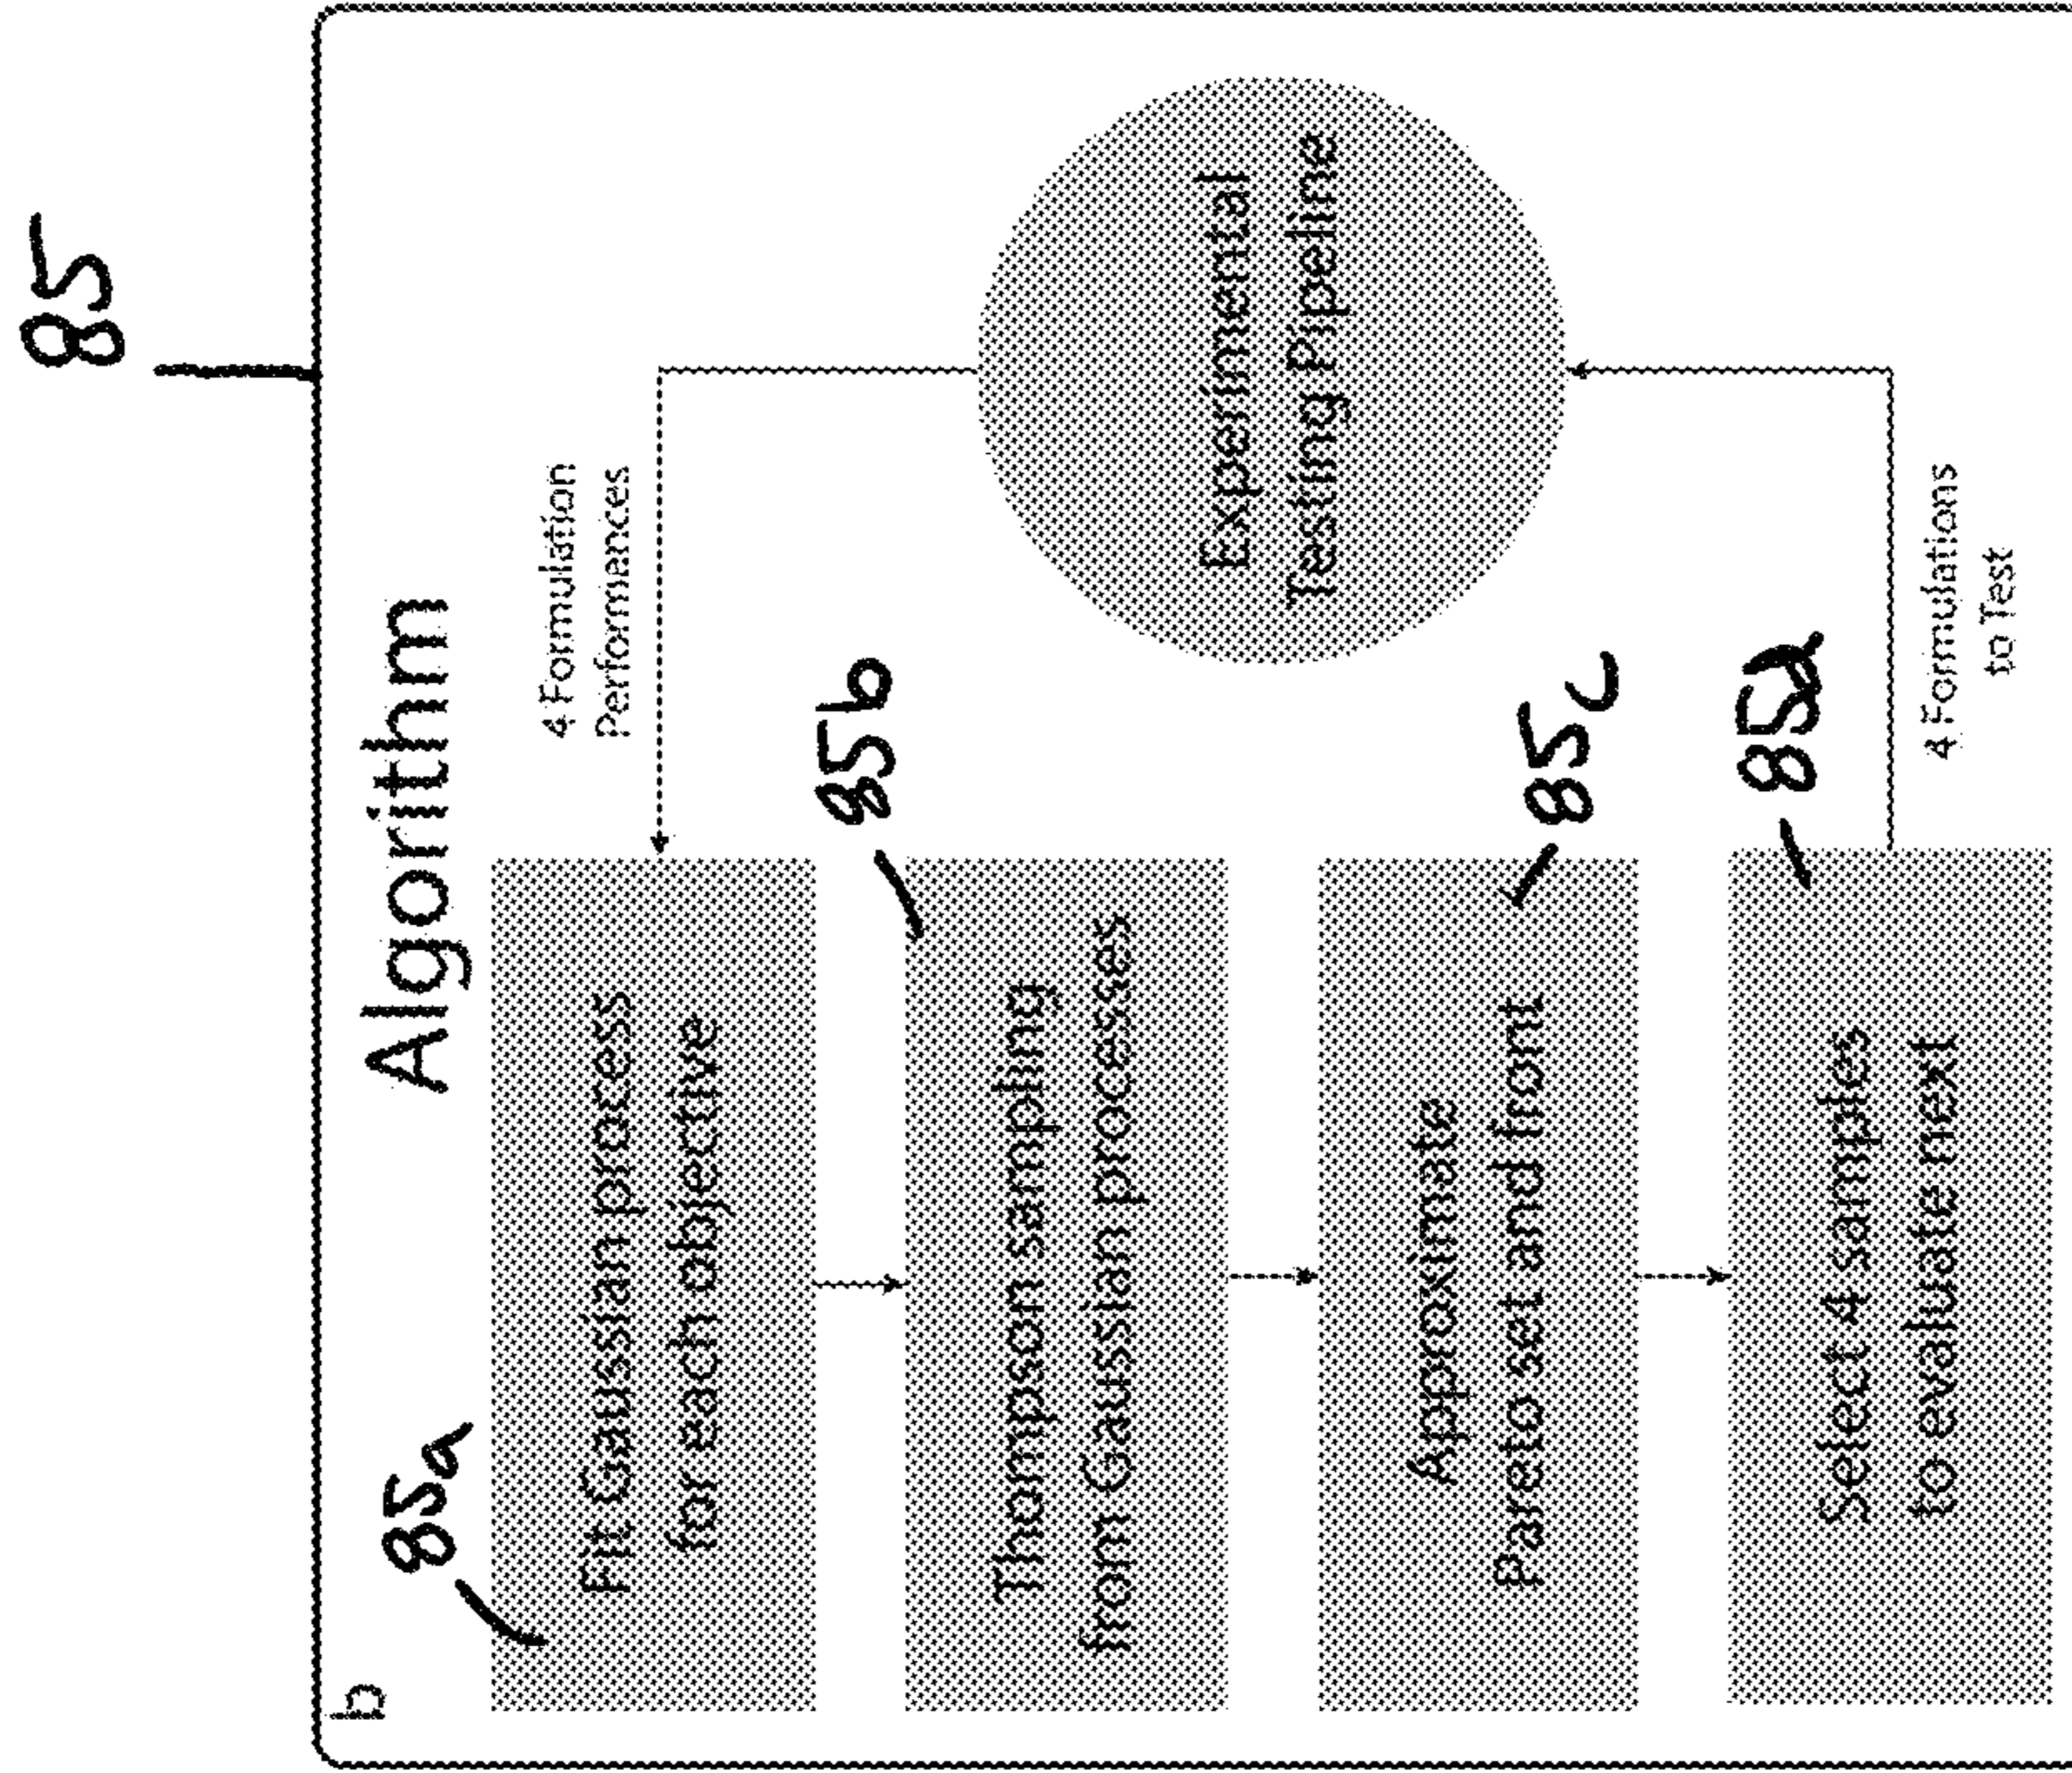 85
b
Algorithm
85a
Fit Gaussian process
for each objective
4 Formulation
Performances
85b
Thompson sampling
from Gaussian processes
Experimental
Testing Pipeline
85c
Approximate
Pareto set and front
85d
Select 4 samples
to evaluate next
4 Formulations
to Test